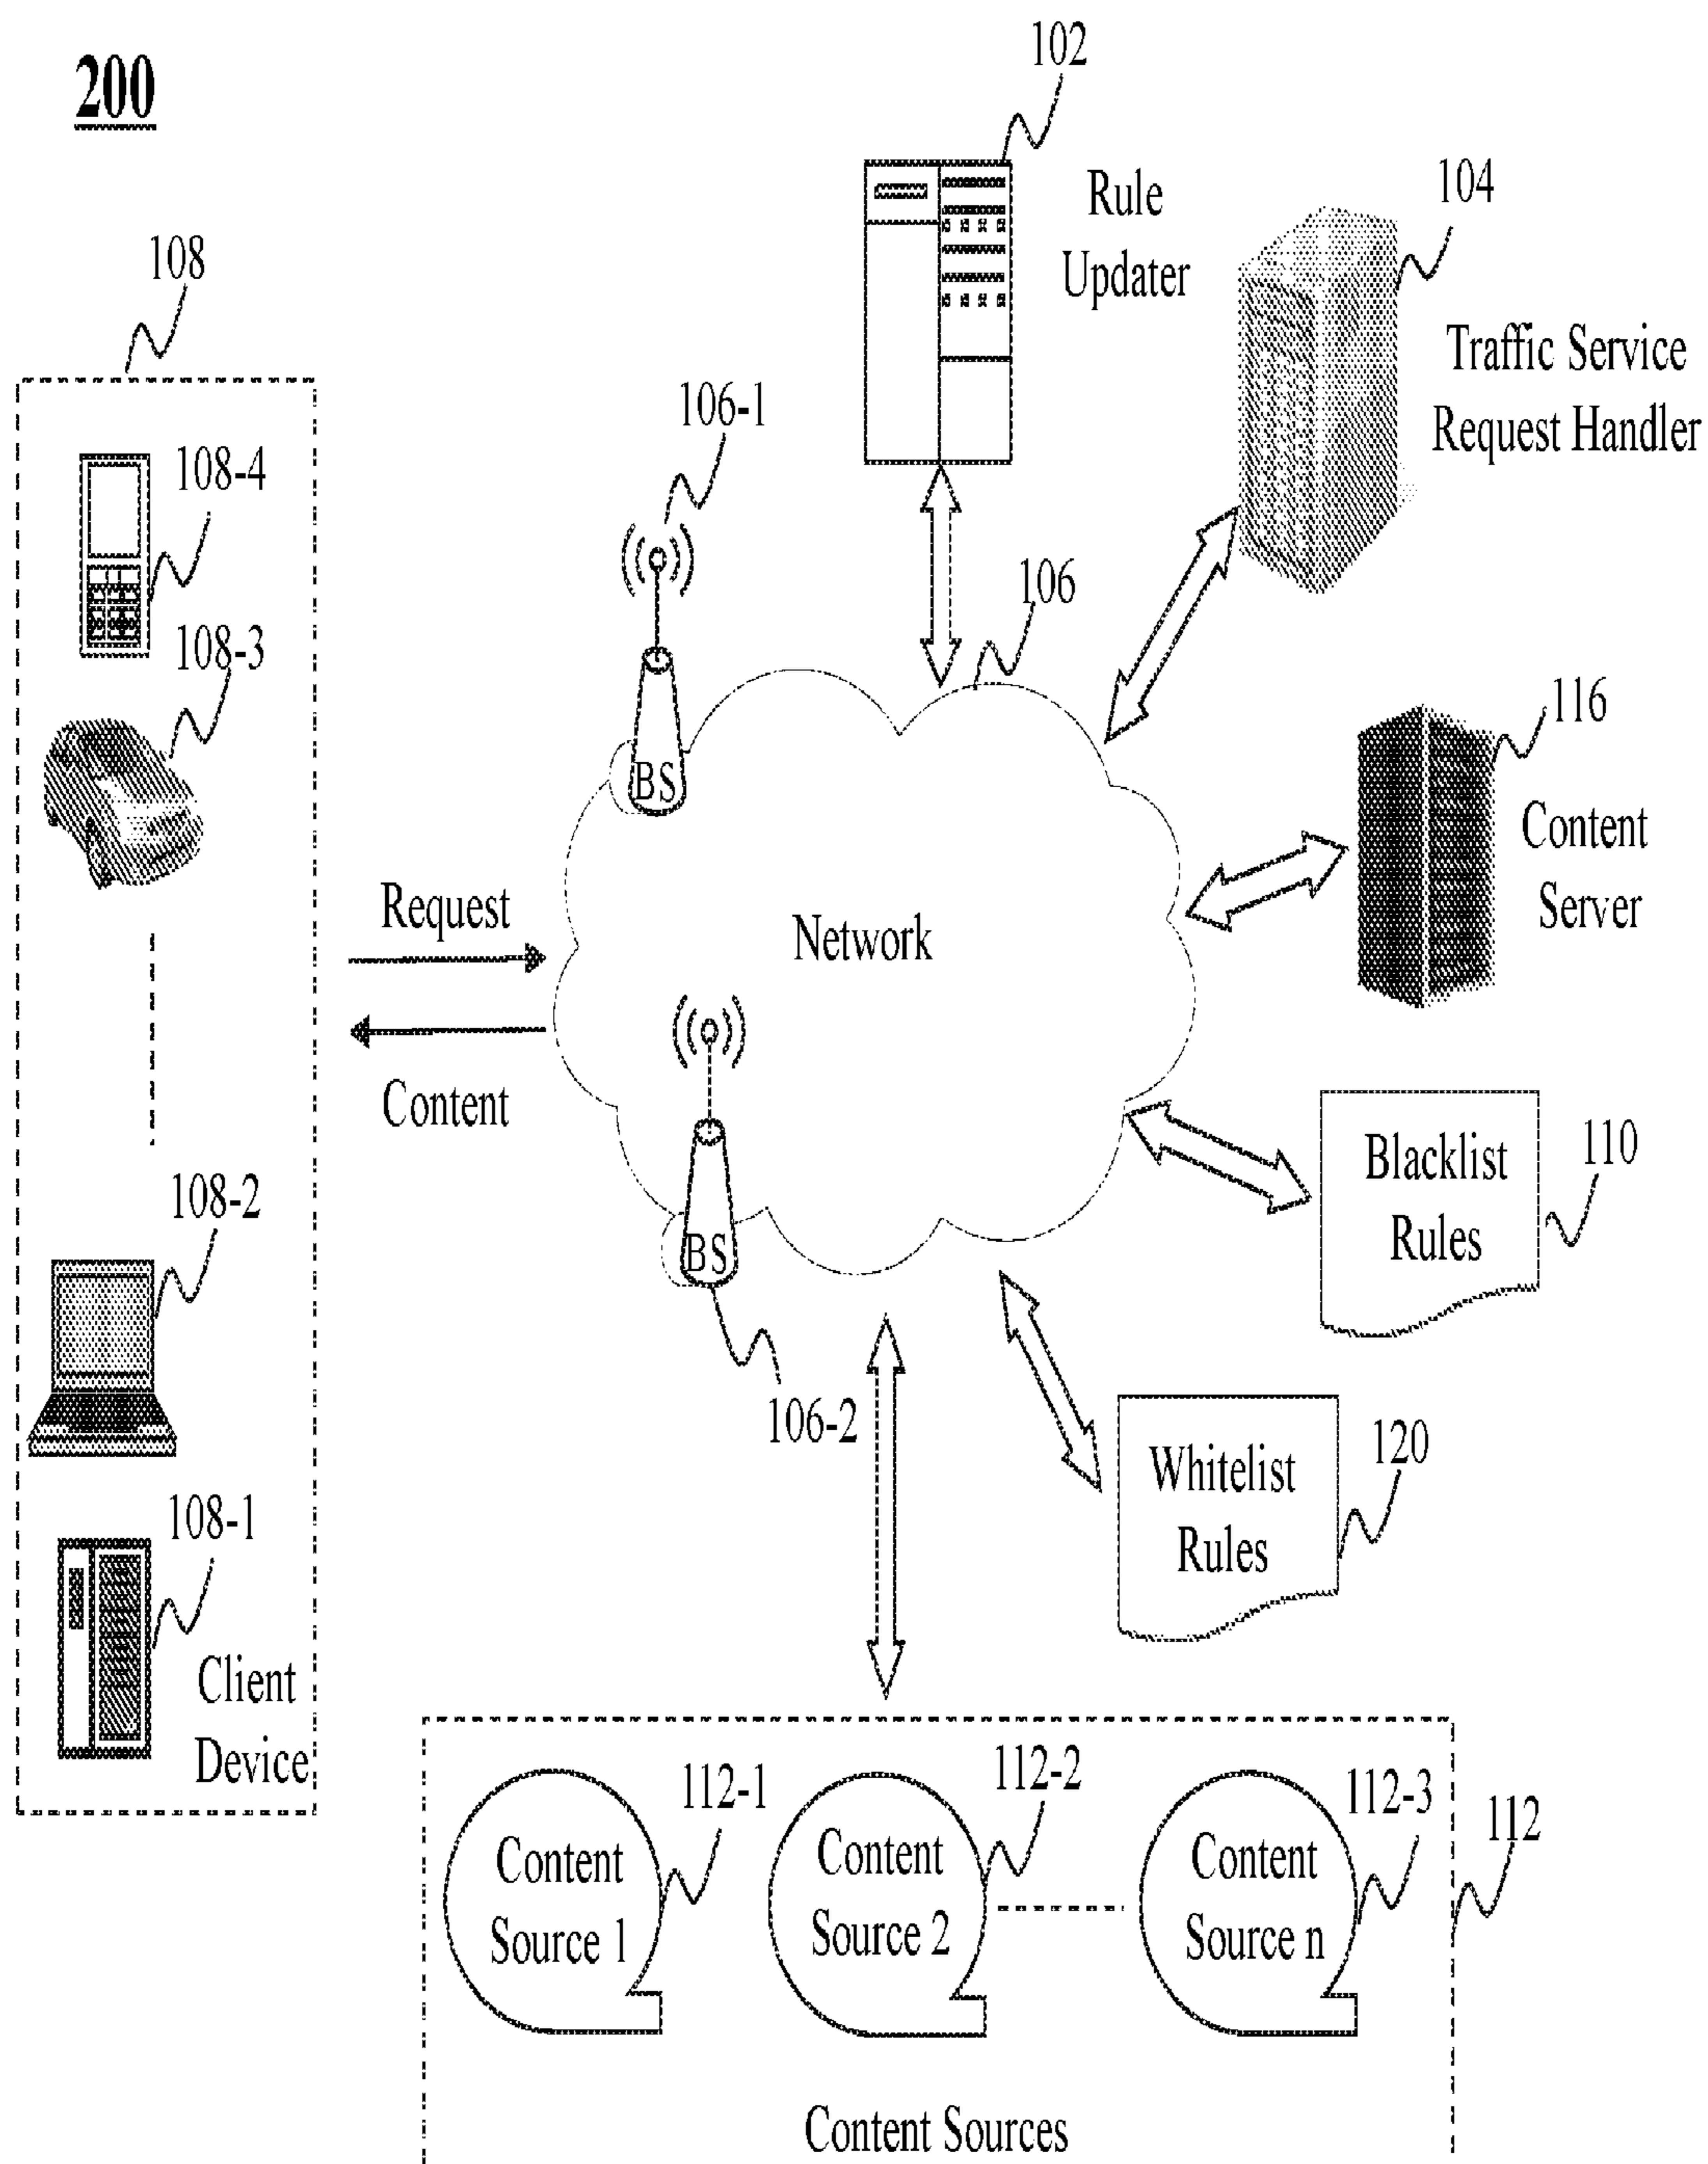 200
102
Rule
Updater
104
Traffic Service
Request Handler
108
106-1
108-4
108-3
106
116
Content
Server
BS
Request
Network
Content
BS
106-2
108-2
Blacklist
Rules
110
Whitelist
Rules
120
108-1
Client
Device
112-1
112-2
112-3
112
Content
Source 1
Content
Source 2
Content
Source n
Content Sources